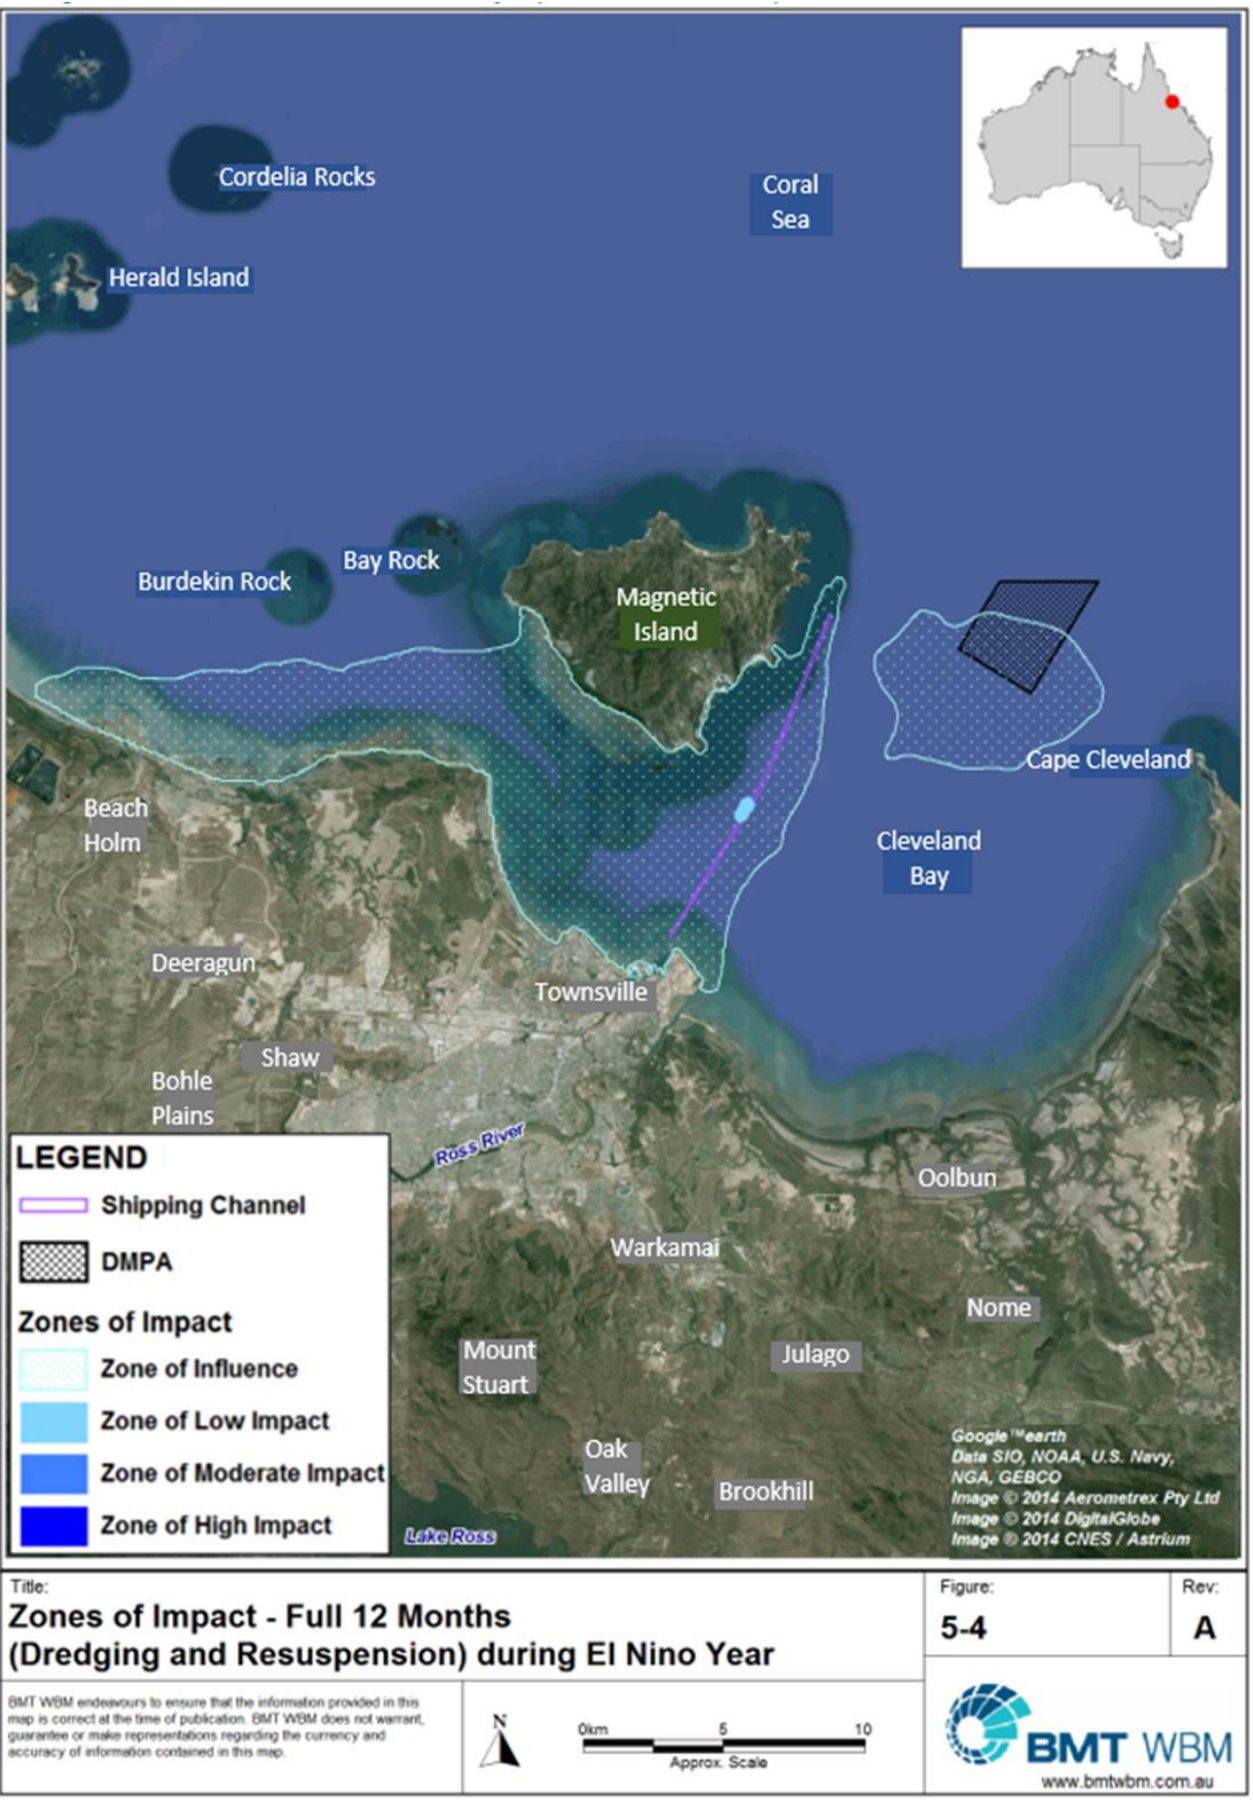 Cordelia Rocks
Coral
Sea
Herald Island
Bay Rock
Burdekin Rock
Magnetic
Island
Cape Cleveland
Beach
Holm
Cleveland
Bay
Deeragun
Townsville
Shaw
Bohle
Plains
Ross River
Oolbun
Warkamai
Nome
Mount
Stuart
Julago
Oak
Valley
Brookhill
Lake Ross
LEGEND
Shipping Channel
DMPA
Zones of Impact
Zone of Influence
Zone of Low Impact
Zone of Moderate Impact
Zone of High Impact
Google™earth
Data SIO, NOAA, U.S. Navy,
NGA, GEBCO
Image © 2014 Aerometrex Pty Ltd
Image © 2014 DigitalGlobe
Image © 2014 CNES / Astrium
Title:
Zones of Impact - Full 12 Months
(Dredging and Resuspension) during El Nino Year
Figure:
5-4
Rev:
A
BMT WBM endeavours to ensure that the information provided in this
map is correct at the time of publication. BMT WBM does not warrant,
guarantee or make representations regarding the currency and
accuracy of information contained in this map.
N
0km 5 10
Approx. Scale
BMT WBM
www.bmtwbm.com.au